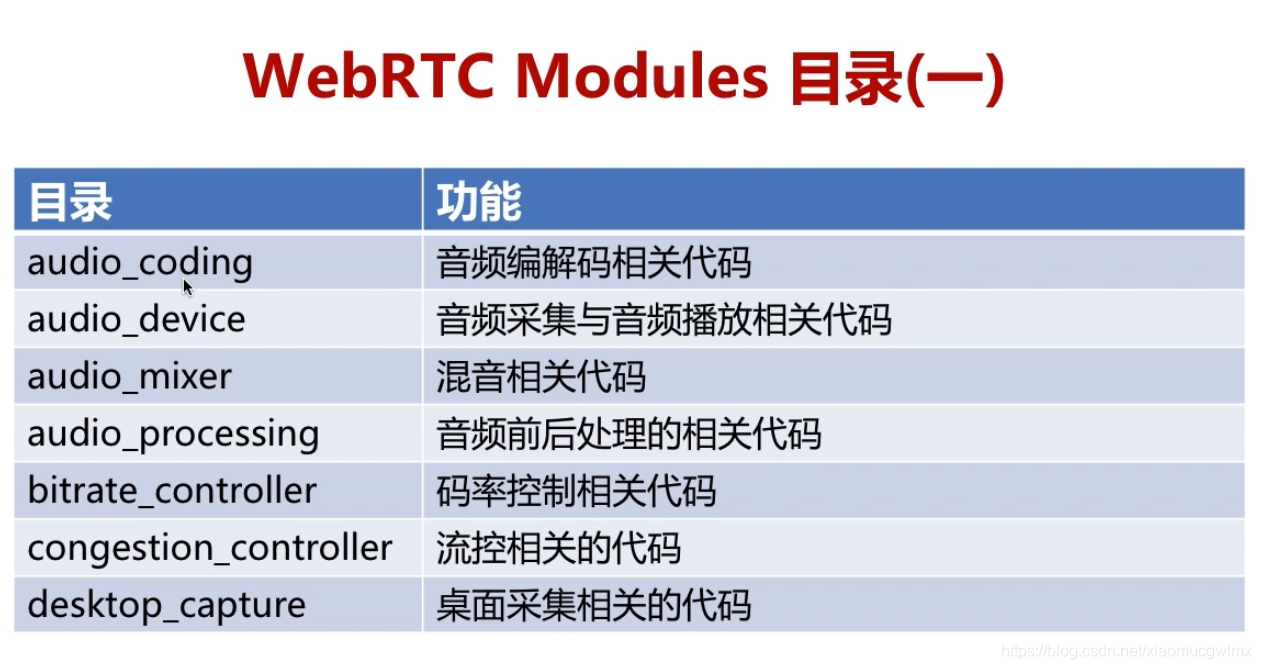 WebRTC Modules 目录(一)
目录 功能
audio_coding 音频编解码相关代码
audio_device 音频采集与音频播放相关代码
audio_mixer 混音相关代码
audio_processing 音频前后处理的相关代码
bitrate_controller 码率控制相关代码
congestion_controller 流控相关的代码
desktop_capture 桌面采集相关的代码
https://blog.csdn.net/xiaomucgwlmx